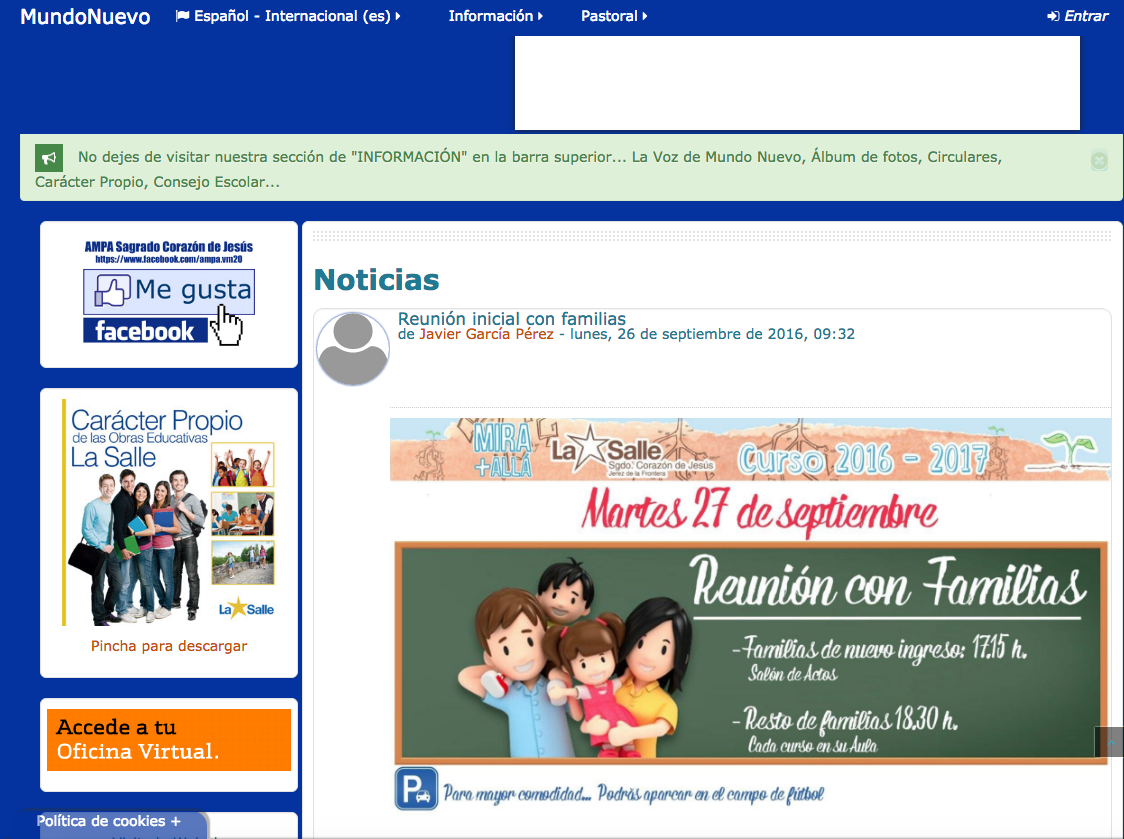 MundoNuevo
Español - Internacional (es)
Información
Pastoral
Entrar
No dejes de visitar nuestra sección de "INFORMACIÓN" en la barra superior... La Voz de Mundo Nuevo, Álbum de fotos, Circulares,
Carácter Propio, Consejo Escolar...
AMPA Sagrado Corazón de Jesús
https://www.facebook.com/ampa.vm20
Me gusta
facebook
Carácter Propio
de las Obras Educativas
La Salle
La Salle
Pincha para descargar
Accede a tu
Oficina Virtual.
Política de cookies +
Noticias
Reunión inicial con familias
de Javier García Pérez - lunes, 26 de septiembre de 2016, 09:32
MIRA
+ALLÁ
La Salle
Sgdo. Corazón de Jesús
Jerez de la Frontera
Curso 2016 - 2017
Martes 27 de septiembre
Reunión con Familias
-Familias de nuevo ingreso: 17.15 h.
Salón de Actos
-Resto de familias 18.30 h.
Cada curso en su Aula
P
Para mayor comodidad... Podrás aparcar en el campo de fútbol